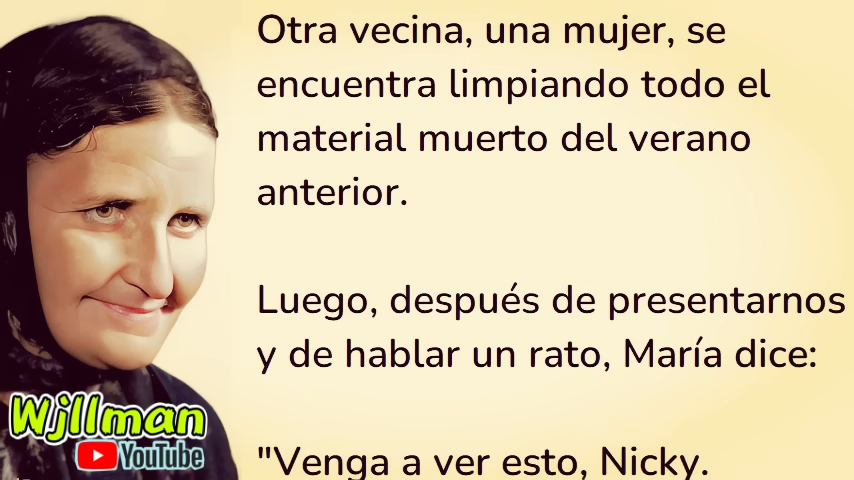 Otra vecina, una mujer, se
encuentra limpiando todo el
material muerto del verano
anterior.
Luego, después de presentarnos
y de hablar un rato, María dice:
"Venga a ver esto, Nicky.
Wjllman
YouTube